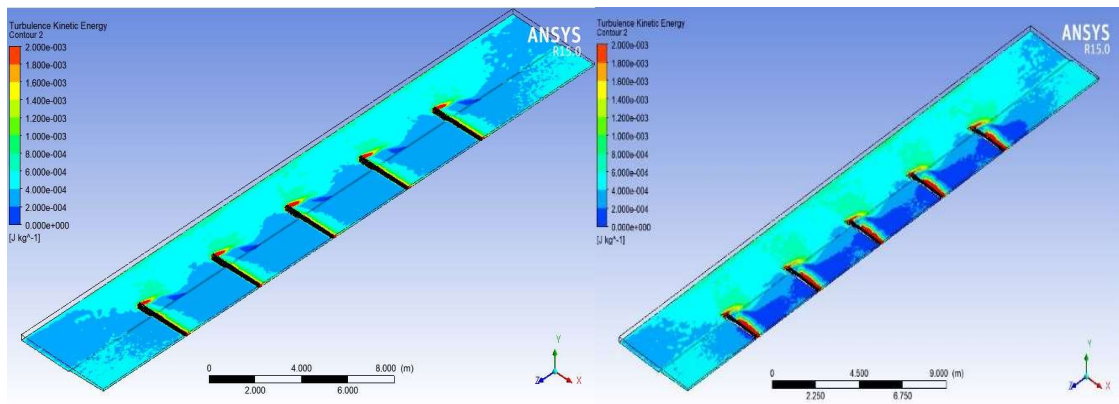 Turbulence Kinetic Energy
Contour 2
2.000e-003
1.800e-003
1.600e-003
1.400e-003
1.200e-003
1.000e-003
8.000e-004
6.000e-004
4.000e-004
2.000e-004
0.000e+000
[J kg^-1]
ANSYS
R15.0
0 4.000 8.000 (m)
2.000 6.000
Y
Z X
Turbulence Kinetic Energy
Contour 2
2.000e-003
1.800e-003
1.600e-003
1.400e-003
1.200e-003
1.000e-003
8.000e-004
6.000e-004
4.000e-004
2.000e-004
0.000e+000
[J kg^-1]
ANSYS
R15.0
0 4.500 9.000 (m)
2.250 6.750
Y
Z X